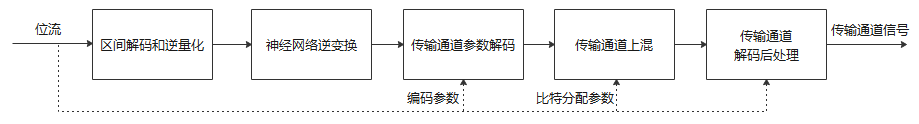 位流
区间解码和逆量化
神经网络逆变换
传输通道参数解码
传输通道上混
传输通道
解码后处理
传输通道信号
编码参数
比特分配参数